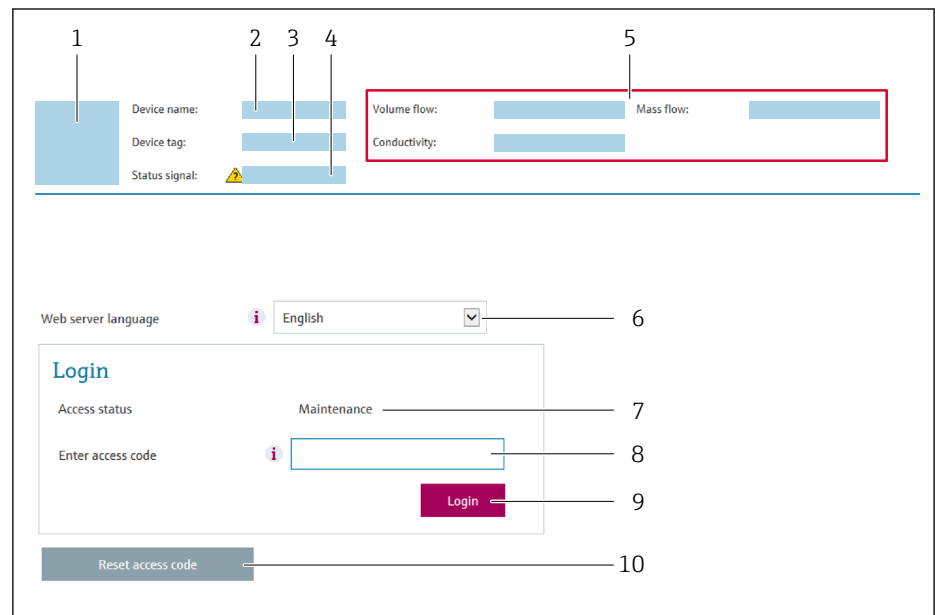 1 2 3 4 5
Device name: Volume flow: Mass flow:
Device tag: Conductivity:
Status signal: ?
Web server language i English 6
Login
Access status Maintenance 7
Enter access code i 8
Login 9
Reset access code 10